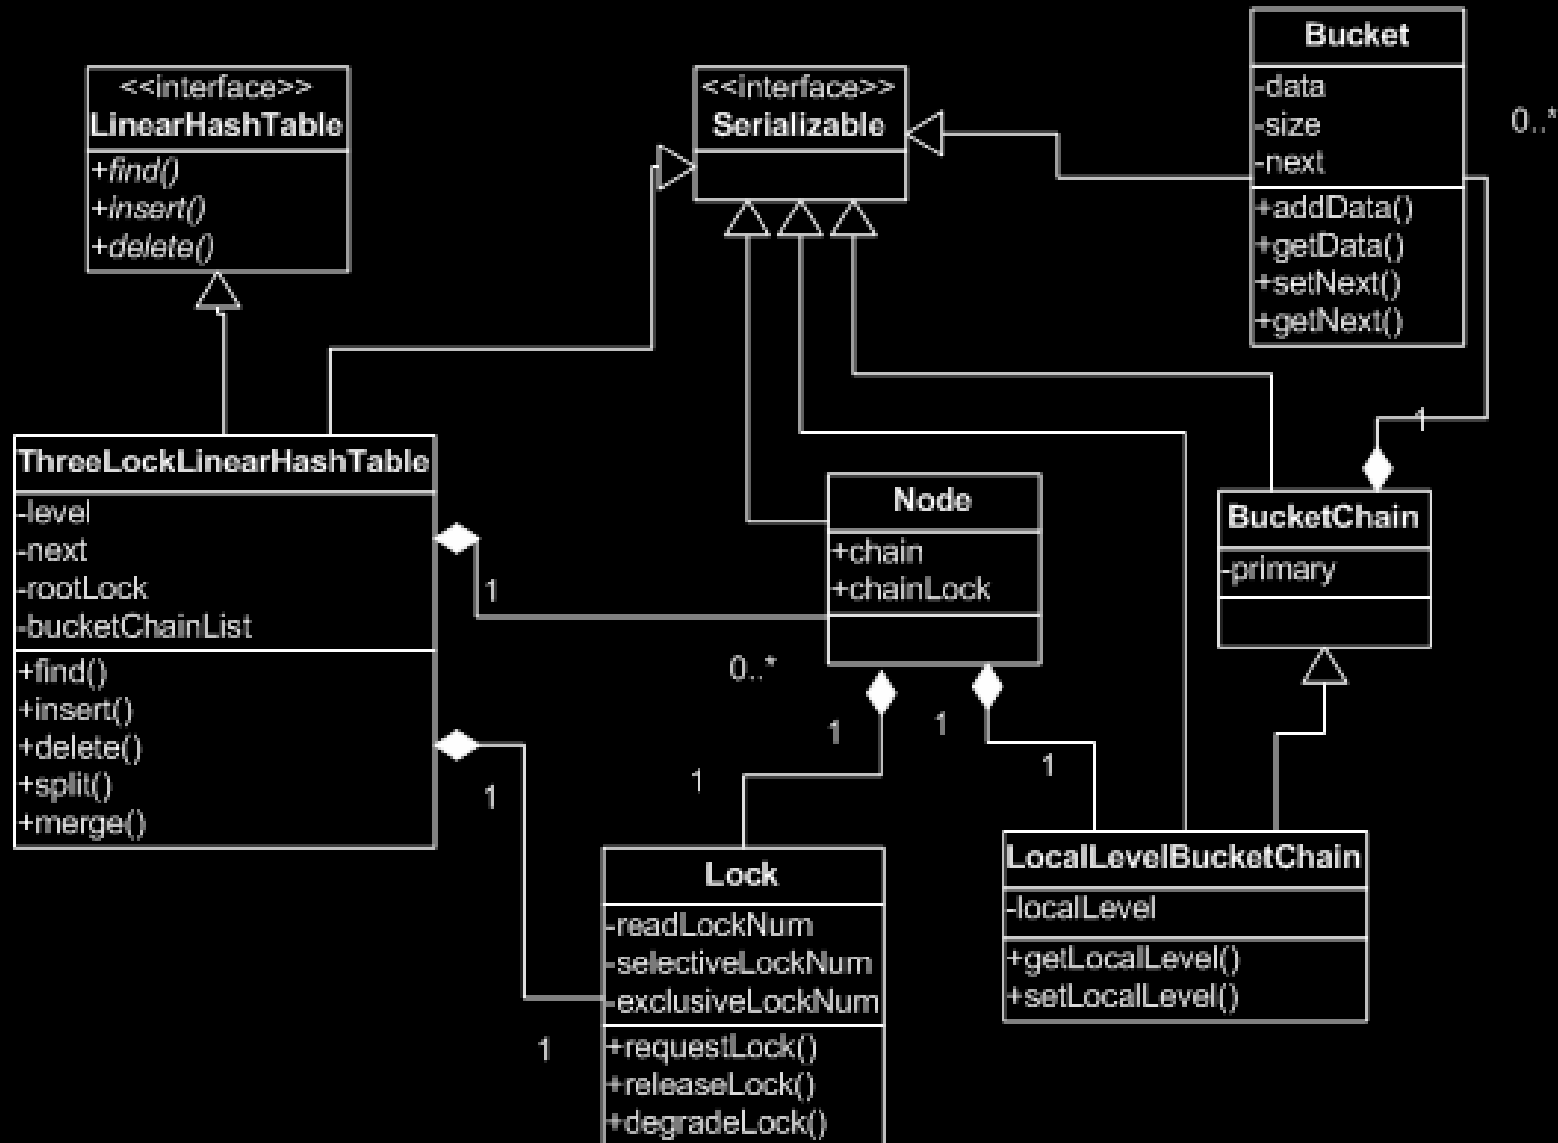 <<interface>>
LinearHashTable
+find()
+insert()
+delete()
<<interface>>
Serializable
Bucket
-data
-size
-next
+addData()
+getData()
+setNext()
+getNext()
0..*
1
ThreeLockLinearHashTable
-level
-next
-rootLock
-bucketChainList
+find()
+insert()
+delete()
+split()
+merge()
1
0..*
1
1
Node
+chain
+chainLock
1
1
1
1
BucketChain
-primary
Lock
-readLockNum
-selectiveLockNum
-exclusiveLockNum
+requestLock()
+releaseLock()
+degradeLock()
LocalLevelBucketChain
-localLevel
+getLocalLevel()
+setLocalLevel()